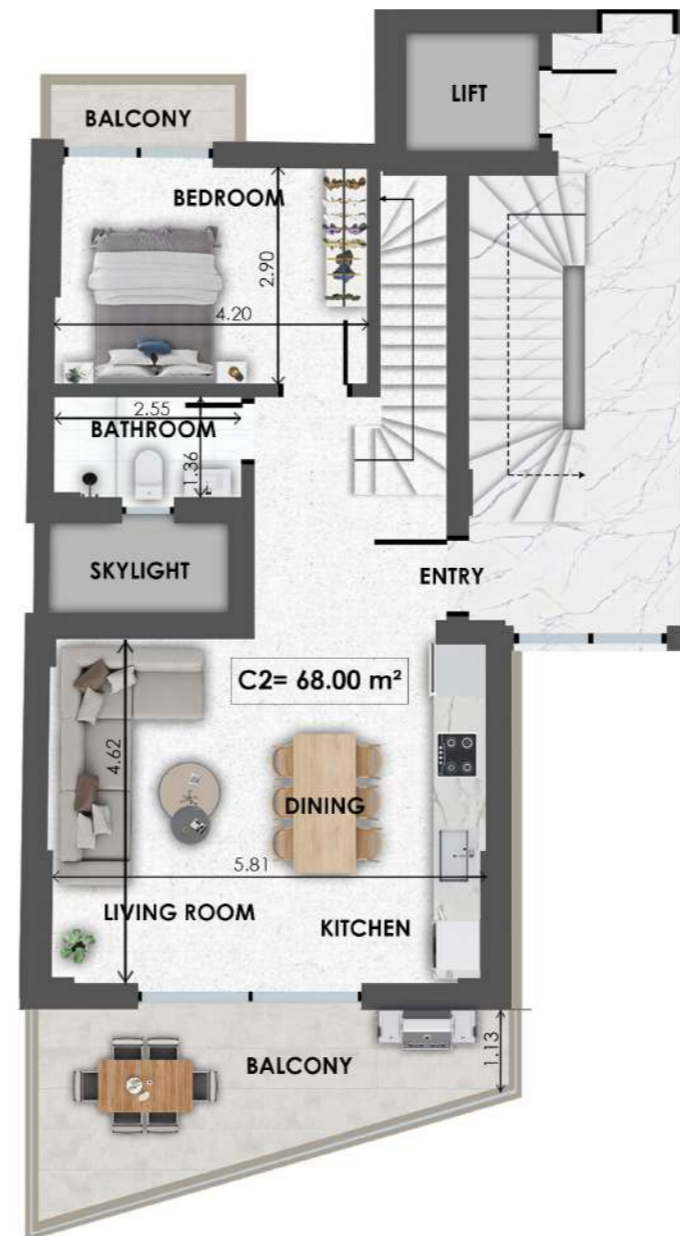 LIFT
BALCONY
BEDROOM
2.90
4.20
2.55
BATHROOM
1.36
SKYLIGHT
ENTRY
C2= 68.00 m²
4.62
DINING
5.81
LIVING ROOM
KITCHEN
BALCONY
1.13